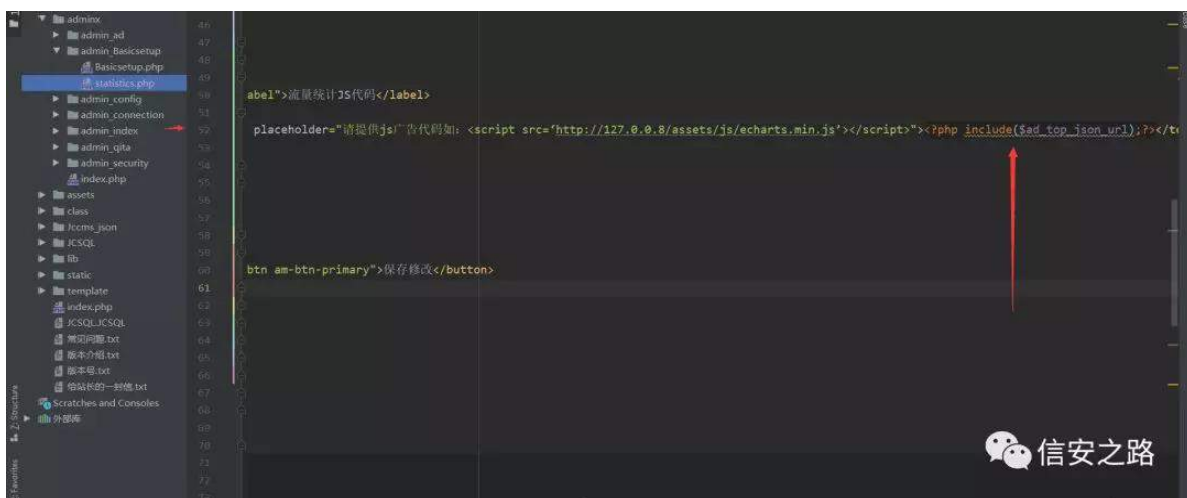 adminx
admin_ad
admin_Basicsetup
Basicsetup.php
statistics.php
admin_config
admin_connection
admin_index
admin_qita
admin_security
index.php
assets
class
Jccms_json
JCSQL
lib
static
template
index.php
JCSQL.JCSQL
常见问题.txt
版本介绍.txt
版本号.txt
给站长的一封信.txt
Scratches and Consoles
外部库
Z: Structure
Favorites
46
47
48
49
50 abel">流量统计JS代码</label>
51
52 placeholder="请提供js广告代码如：<script src='http://127.0.0.8/assets/js/echarts.min.js'></script>"><?php include($ad_top_json_url);?></te
53
54
55
56
57
58
59
60 btn am-btn-primary">保存修改</button>
61
62
63
64
65
66
67
68
69
70
71
72
信安之路